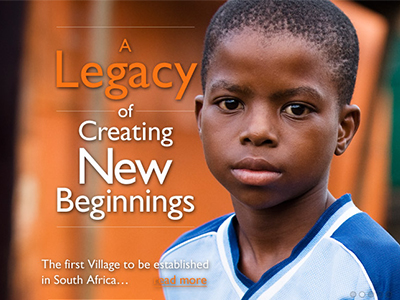 A
Legacy
of
Creating
New
Beginnings
The first Village to be established
in South Africa… read more